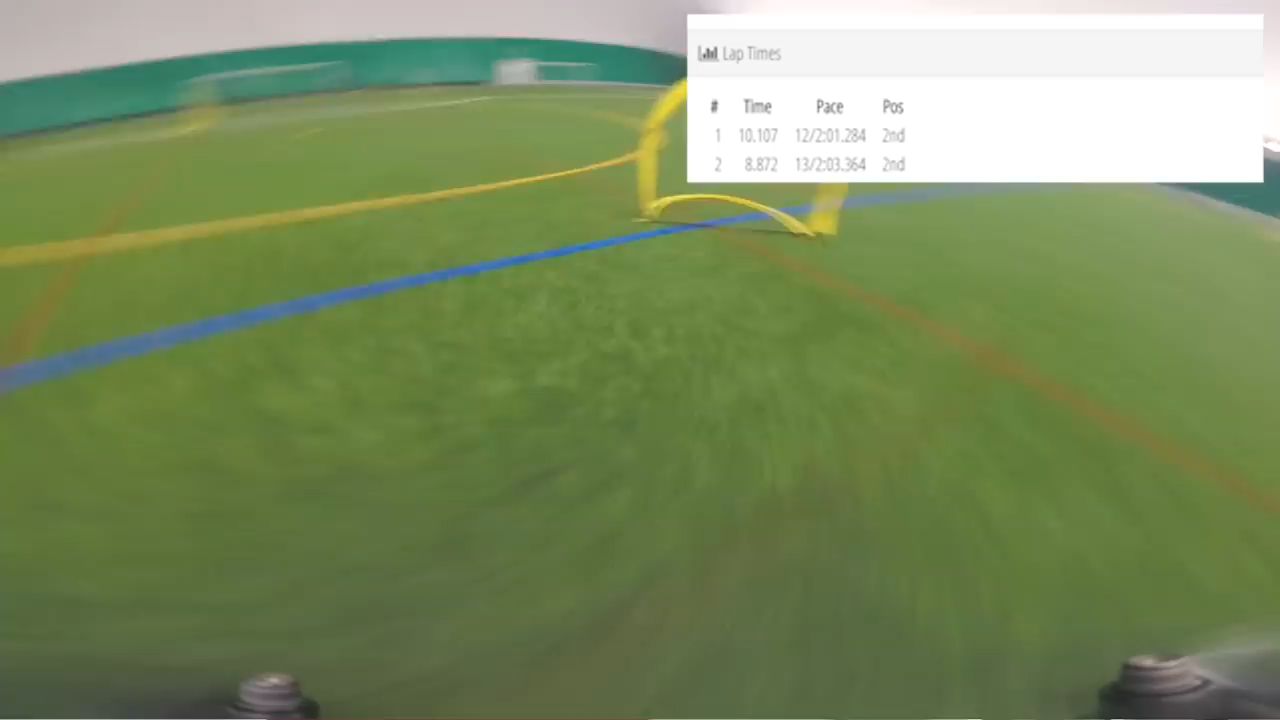 Lap Times
# Time Pace Pos
1 10.107 12/2:01.284 2nd
2 8.872 13/2:03.364 2nd